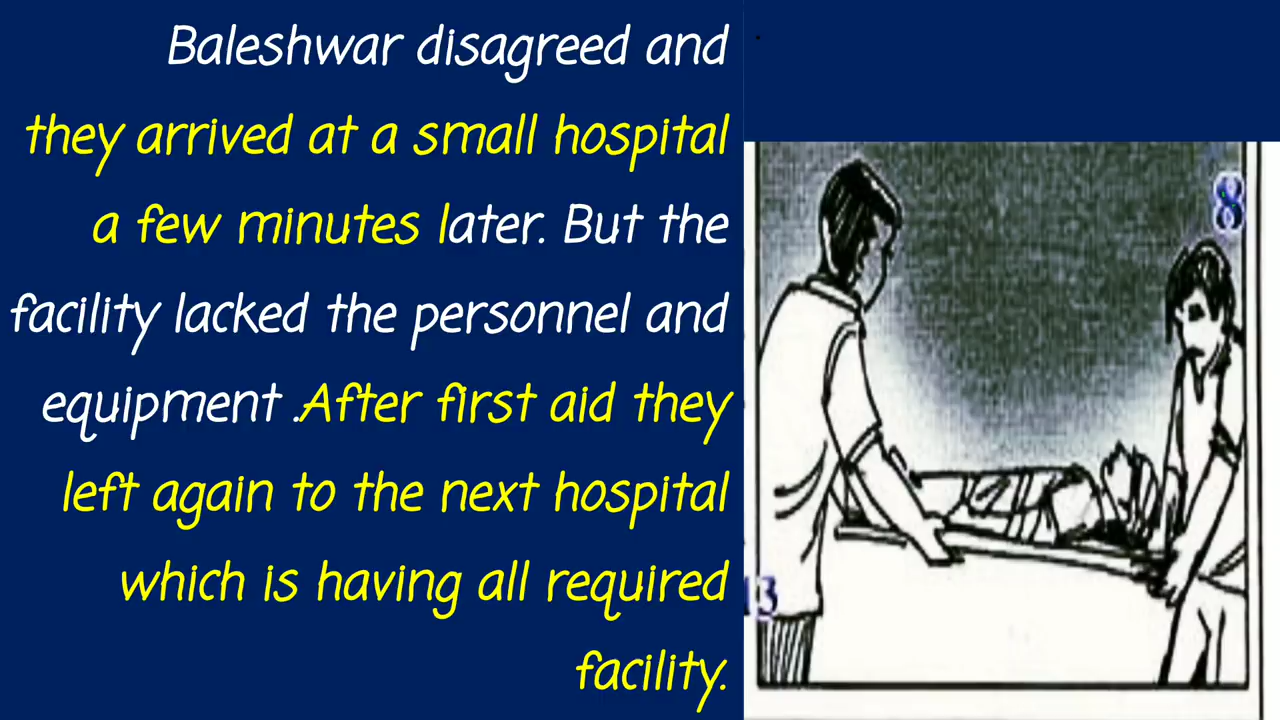 Baleshwar disagreed and
they arrived at a small hospital
a few minutes later. But the
facility lacked the personnel and
equipment .After first aid they
left again to the next hospital
which is having all required
facility.
8
13